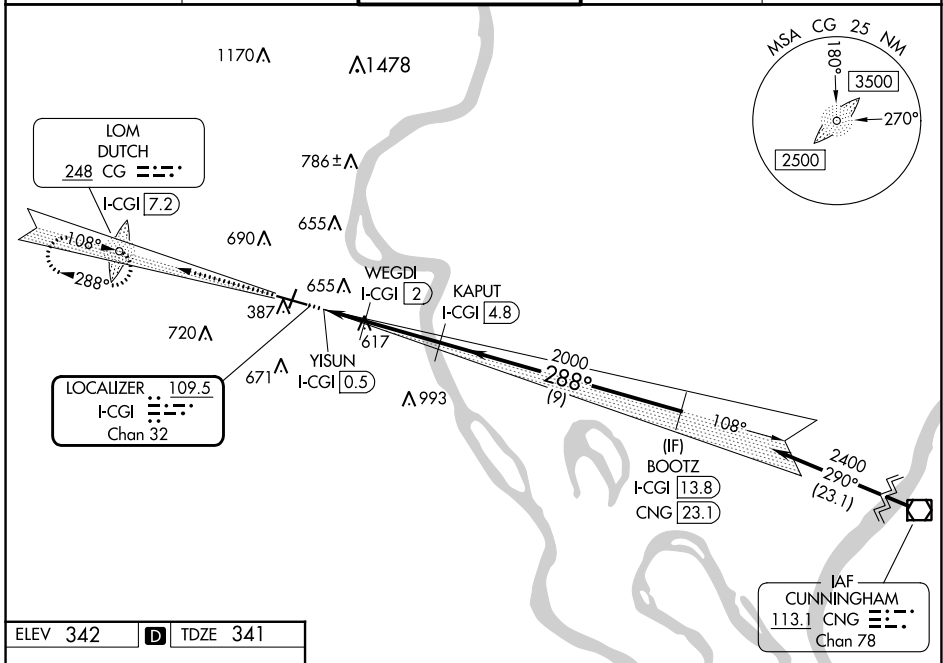 1170
1478
MSA CG 25 NM
180°
3500
270°
2500
LOM
DUTCH
248 CG
I-CGI 7.2
786±
690
655
108°
288°
655
WEGDI
I-CGI 2
KAPUT
I-CGI 4.8
387
720
617
671
YISUN
I-CGI 0.5
993
2000
288°
(9)
108°
LOCALIZER 109.5
I-CGI
Chan 32
(IF)
BOOTZ
I-CGI 13.8
CNG 23.1
2400
290°
(23.1)
IAF
CUNNINGHAM
113.1 CNG
Chan 78
ELEV 342 D TDZE 341